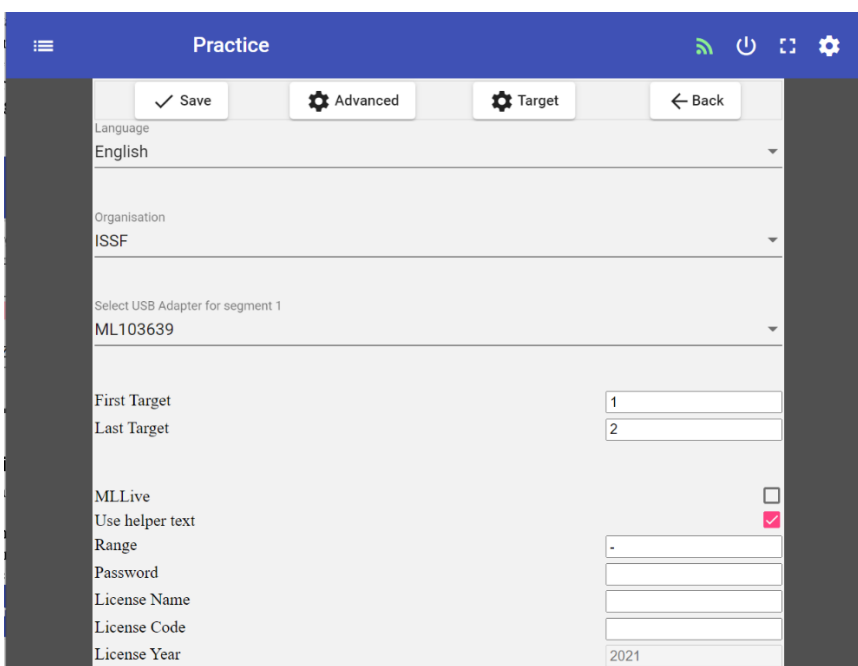 Practice
Save Advanced Target Back
Language
English
Organisation
ISSF
Select USB Adapter for segment 1
ML103639
First Target 1
Last Target 2
MLLive
Use helper text
Range -
Password
License Name
License Code
License Year 2021